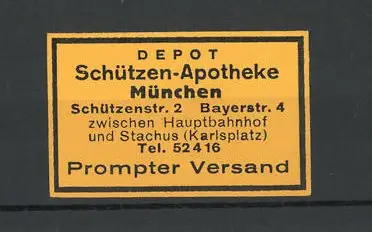 DEPOT
Schützen-Apotheke
München
Schützenstr. 2 Bayerstr. 4
zwischen Hauptbahnhof
und Stachus (Karlsplatz)
Tel. 52416
Prompter Versand